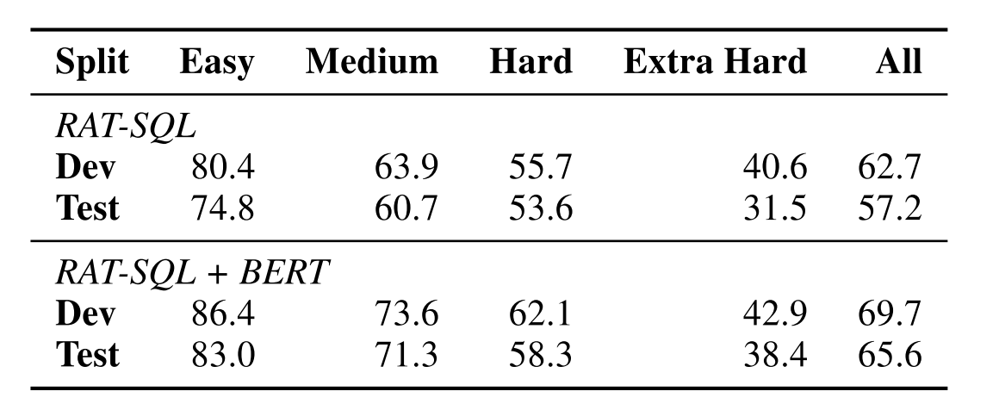 Split Easy Medium Hard Extra Hard All
RAT-SQL
Dev 80.4 63.9 55.7 40.6 62.7
Test 74.8 60.7 53.6 31.5 57.2
RAT-SQL + BERT
Dev 86.4 73.6 62.1 42.9 69.7
Test 83.0 71.3 58.3 38.4 65.6